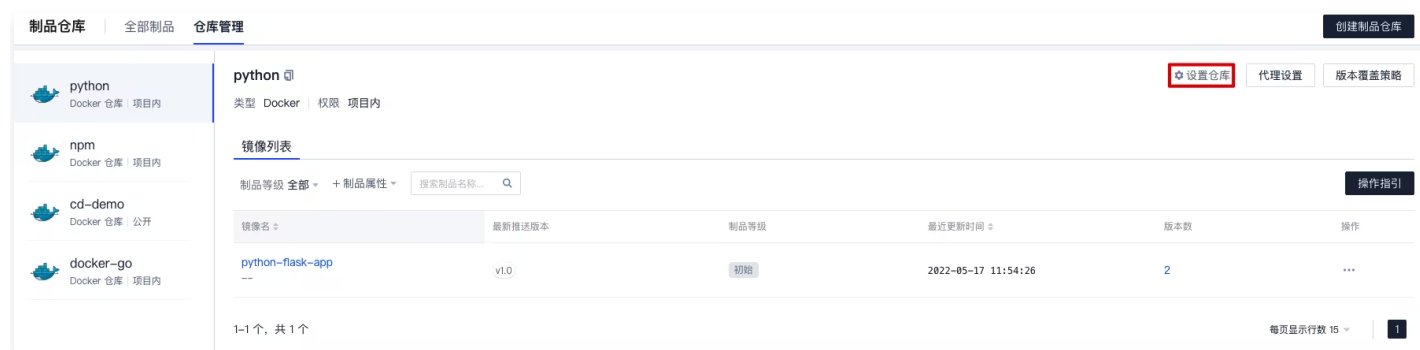 制品仓库 全部制品 仓库管理 创建制品仓库
python
Docker 仓库 项目内
npm
Docker 仓库 项目内
cd-demo
Docker 仓库 公开
docker-go
Docker 仓库 项目内
python 设置仓库 代理设置 版本覆盖策略
类型 Docker 权限 项目内
镜像列表
制品等级 全部 +制品属性 搜索制品名称... 操作指引
镜像名 最新推送版本 制品等级 最近更新时间 版本数 操作
python-flask-app v1.0 初始 2022-05-17 11:54:26 2 ...
--
1-1 个，共 1 个 每页显示行数 15 1